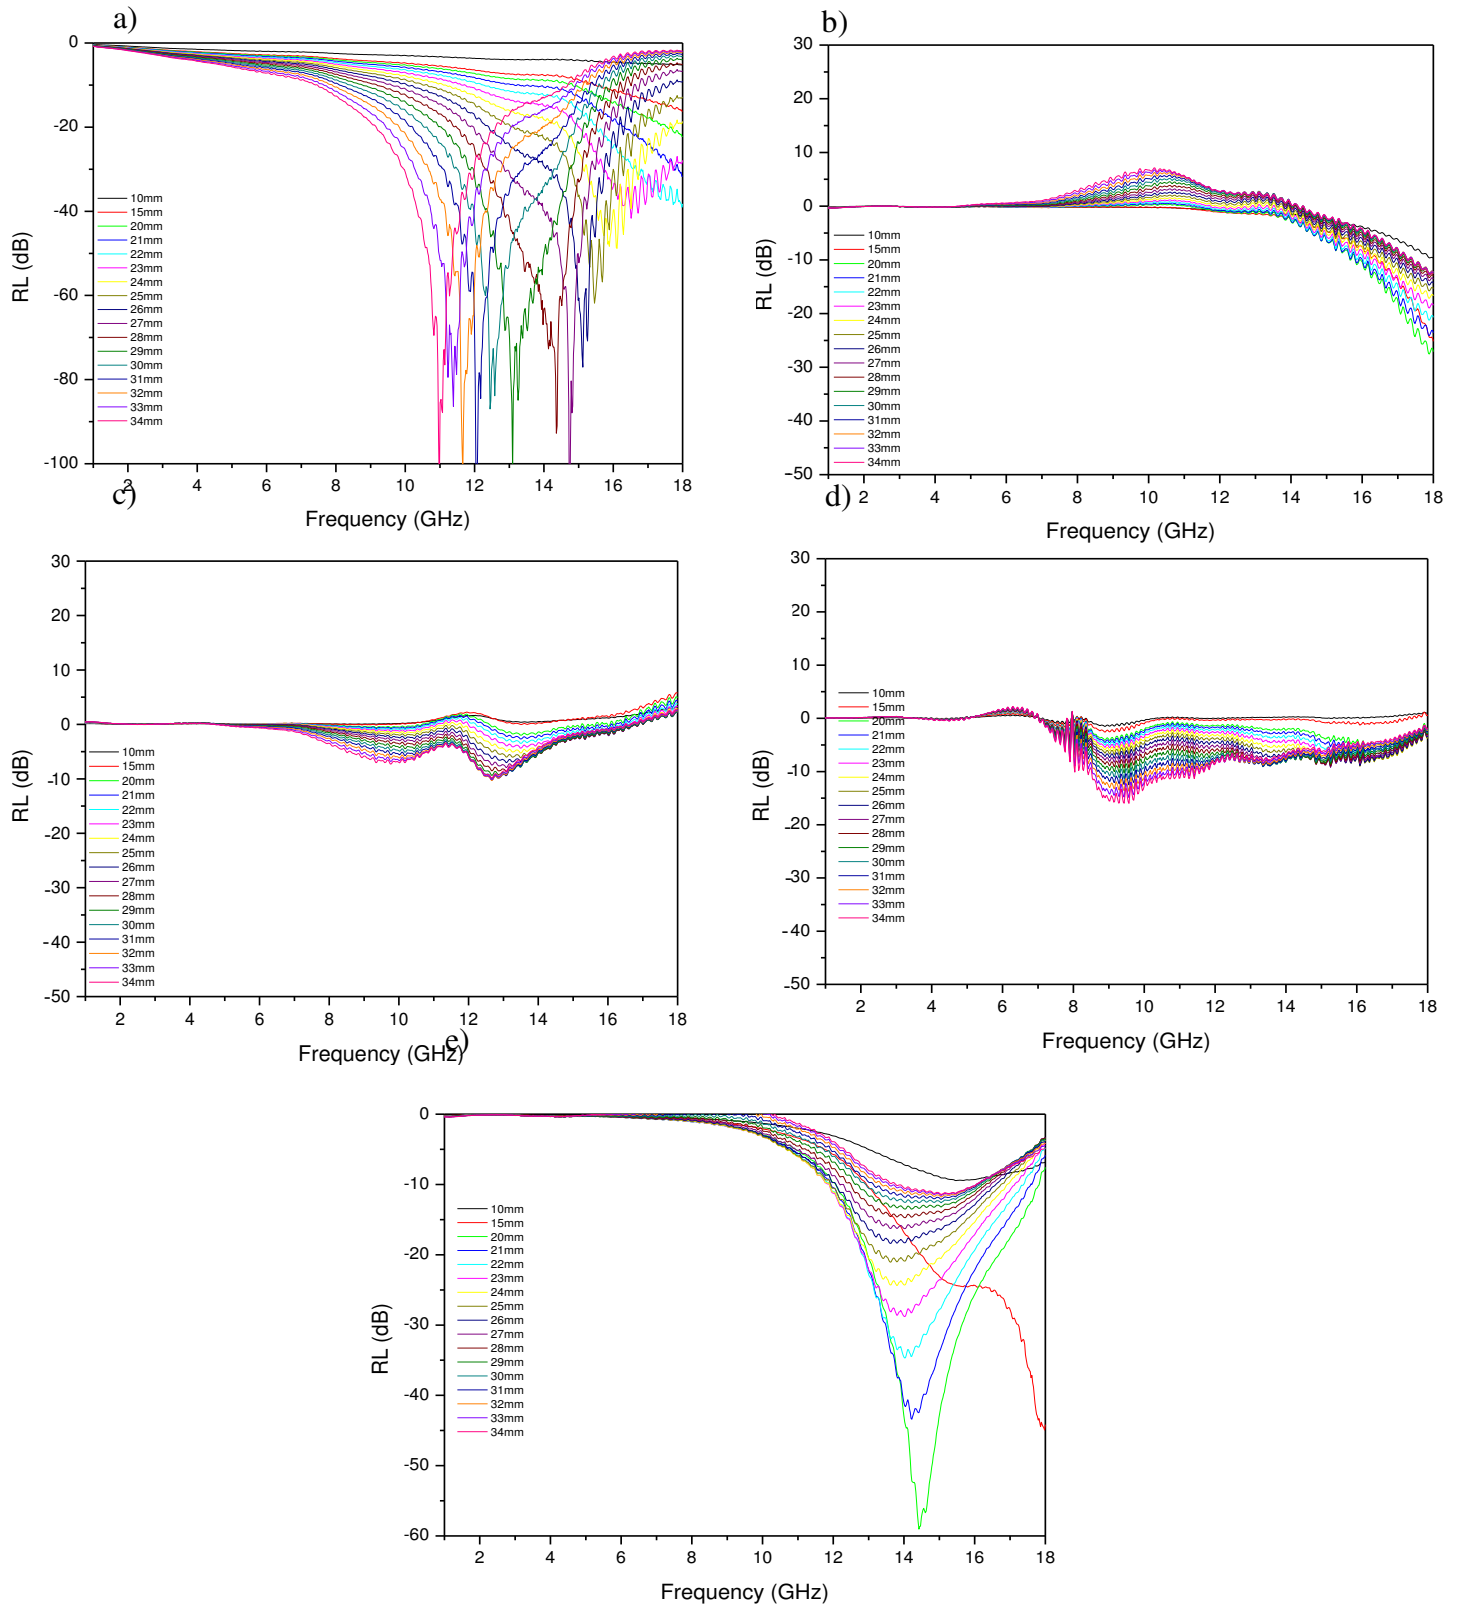 a)
0
-20
-40
-60
-80
-100
RL (dB)
10mm
15mm
20mm
21mm
22mm
23mm
24mm
25mm
26mm
27mm
28mm
29mm
30mm
31mm
32mm
33mm
34mm
2 4 6 8 10 12 14 16 18
Frequency (GHz)
b)
30
20
10
0
-10
-20
-30
-40
-50
RL (dB)
10mm
15mm
20mm
21mm
22mm
23mm
24mm
25mm
26mm
27mm
28mm
29mm
30mm
31mm
32mm
33mm
34mm
2 4 6 8 10 12 14 16 18
Frequency (GHz)
c)
30
20
10
0
-10
-20
-30
-40
-50
RL (dB)
10mm
15mm
20mm
21mm
22mm
23mm
24mm
25mm
26mm
27mm
28mm
29mm
30mm
31mm
32mm
33mm
34mm
2 4 6 8 10 12 14 16 18
Frequency (GHz)
d)
30
20
10
0
-10
-20
-30
-40
-50
RL (dB)
10mm
15mm
20mm
21mm
22mm
23mm
24mm
25mm
26mm
27mm
28mm
29mm
30mm
31mm
32mm
33mm
34mm
2 4 6 8 10 12 14 16 18
Frequency (GHz)
e)
0
-10
-20
-30
-40
-50
-60
RL (dB)
10mm
15mm
20mm
21mm
22mm
23mm
24mm
25mm
26mm
27mm
28mm
29mm
30mm
31mm
32mm
33mm
34mm
2 4 6 8 10 12 14 16 18
Frequency (GHz)